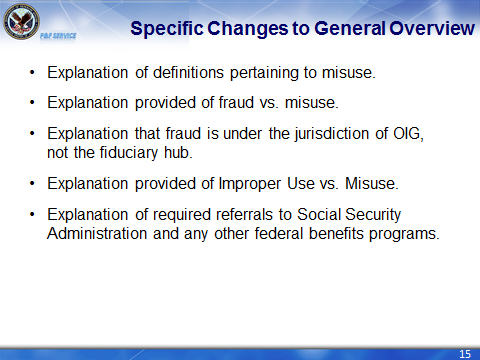 Specific Changes to General Overview
P&F SERVICE
• Explanation of definitions pertaining to misuse.
• Explanation provided of fraud vs. misuse.
• Explanation that fraud is under the jurisdiction of OIG,
not the fiduciary hub.
• Explanation provided of Improper Use vs. Misuse.
• Explanation of required referrals to Social Security
Administration and any other federal benefits programs.
15